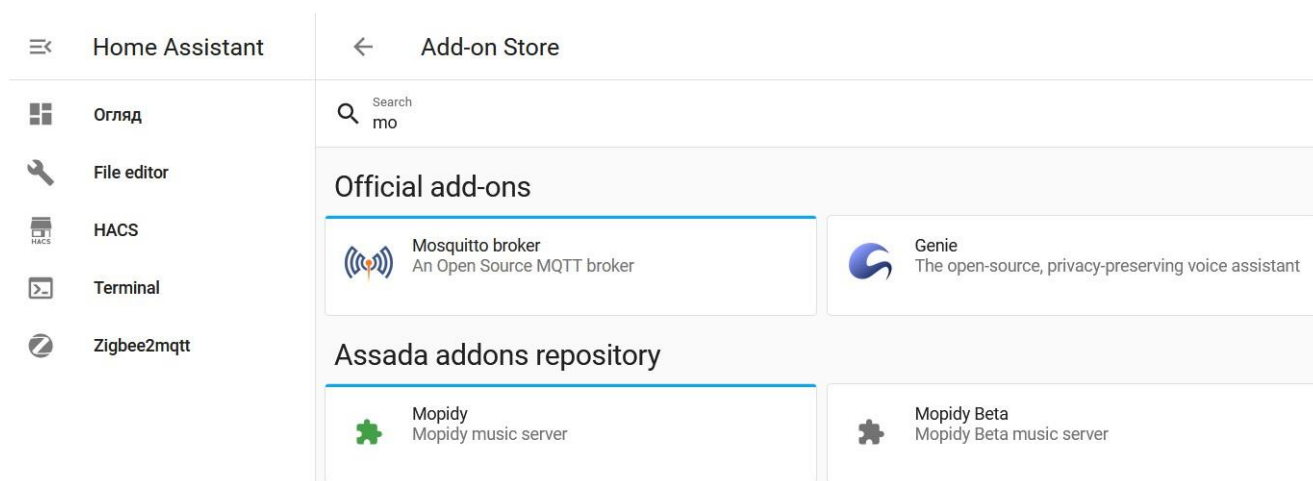 Home Assistant
Add-on Store
Огляд
File editor
HACS
HACS
Terminal
Zigbee2mqtt
Search
mo
Official add-ons
Mosquitto broker
An Open Source MQTT broker
Genie
The open-source, privacy-preserving voice assistant
Assada addons repository
Mopidy
Mopidy music server
Mopidy Beta
Mopidy Beta music server